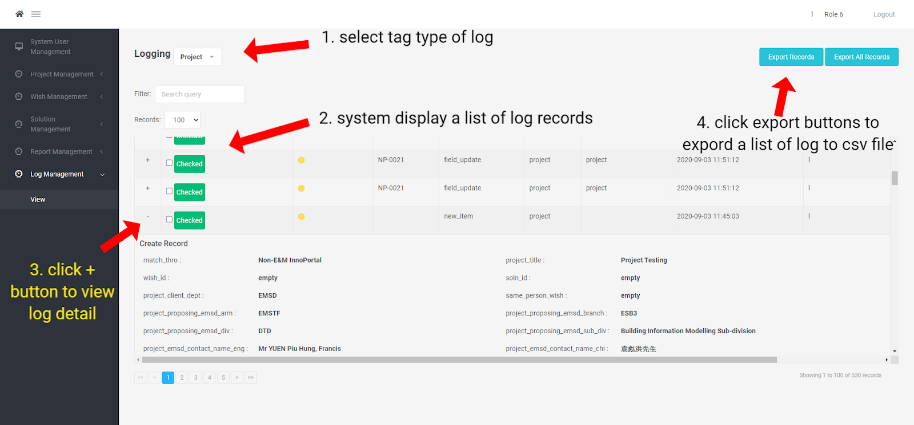 Role 6
Logout
1. select tag type of log
System User
Management
Logging
Project
Export Records
Export All Records
Project Management
Filter:
Search query
Wish Management
Records:
100
2. system display a list of log records
4. click export buttons to
expord a list of log to csv file
Solution
Management
Report Management
+
Checked
NP-0021
field_update
project
project
2020-09-03 11:51:12
Log Management
+
Checked
NP-0021
field_update
project
project
2020-09-03 11:51:12
View
-
Checked
new_item
project
2020-09-03 11:45:03
Create Record
match_thro :
Non-E&M InnoPortal
project_title :
Project Testing
3. click +
button to view
log detail
wish_id :
empty
soln_id :
empty
project_client_dept :
EMSD
same_person_wish :
empty
project_proposing_emsd_arm :
EMSTF
project_proposing_emsd_branch :
ESB3
project_proposing_emsd_div :
DTD
project_proposing_emsd_sub_div :
Building Information Modelling Sub-division
project_emsd_contact_name_eng :
Mr YUEN Piu Hung, Francis
project_emsd_contact_name_chi :
洪先生
1 2 3 4 5
Showing 1 to 100 of 520 records